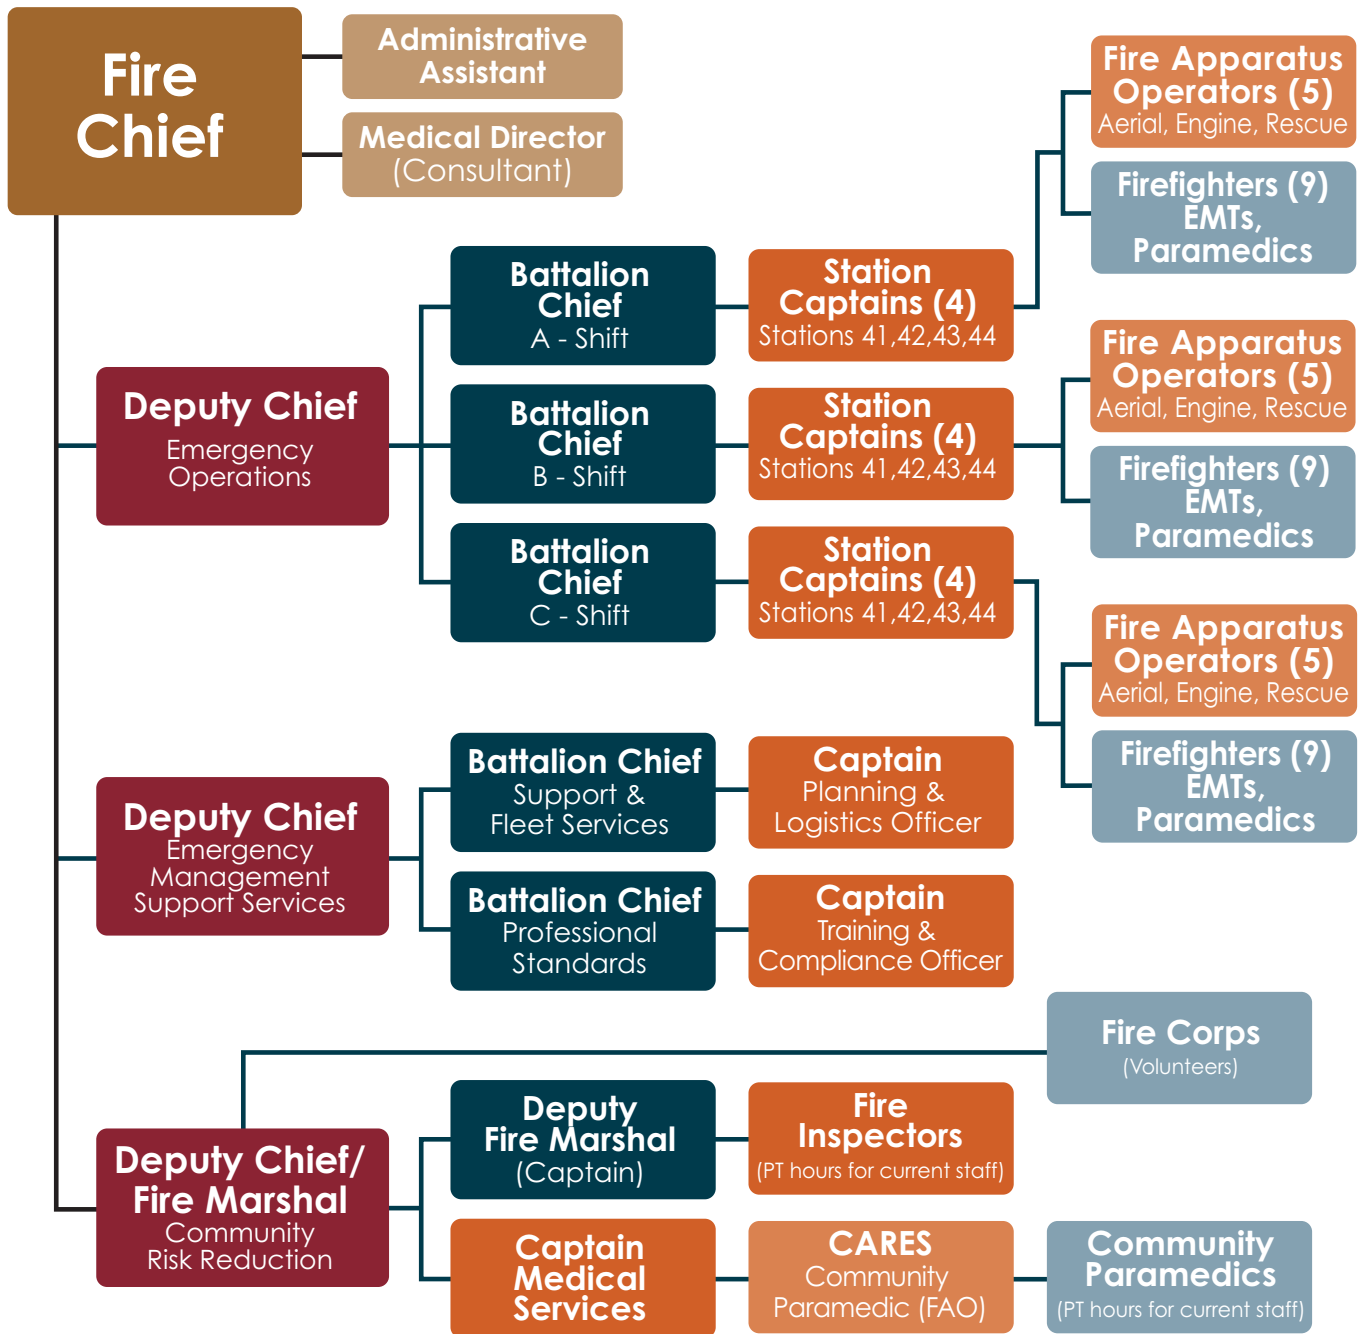 Fire
Chief
Administrative
Assistant
Medical Director
(Consultant)
Fire Apparatus
Operators (5)
Aerial, Engine, Rescue
Firefighters (9)
EMTs,
Paramedics
Battalion
Chief
A - Shift
Station
Captains (4)
Stations 41,42,43,44
Deputy Chief
Emergency
Operations
Battalion
Chief
B - Shift
Station
Captains (4)
Stations 41,42,43,44
Fire Apparatus
Operators (5)
Aerial, Engine, Rescue
Firefighters (9)
EMTs,
Paramedics
Battalion
Chief
C - Shift
Station
Captains (4)
Stations 41,42,43,44
Fire Apparatus
Operators (5)
Aerial, Engine, Rescue
Firefighters (9)
EMTs,
Paramedics
Deputy Chief
Emergency
Management
Support Services
Battalion Chief
Support &
Fleet Services
Captain
Planning &
Logistics Officer
Battalion Chief
Professional
Standards
Captain
Training &
Compliance Officer
Fire Corps
(Volunteers)
Deputy Chief/
Fire Marshal
Community
Risk Reduction
Deputy
Fire Marshal
(Captain)
Fire
Inspectors
(PT hours for current staff)
Captain
Medical
Services
CARES
Community
Paramedic (FAO)
Community
Paramedics
(PT hours for current staff)